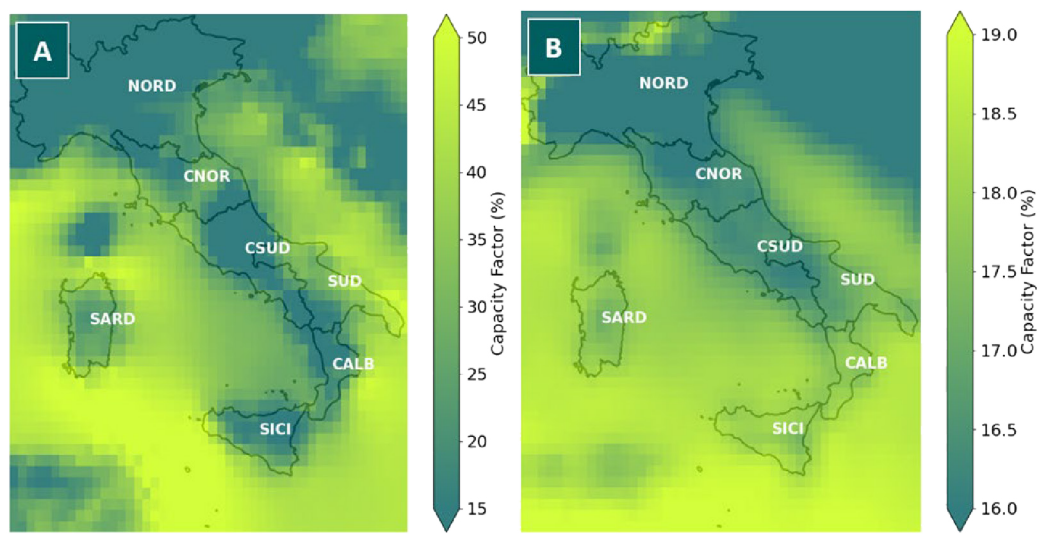 A
NORD
CNOR
CSUD
SUD
SARD
CALB
SICI
50
45
40
35
30
25
20
15
Capacity Factor (%)
B
NORD
CNOR
CSUD
SUD
SARD
CALB
SICI
19.0
18.5
18.0
17.5
17.0
16.5
16.0
Capacity Factor (%)